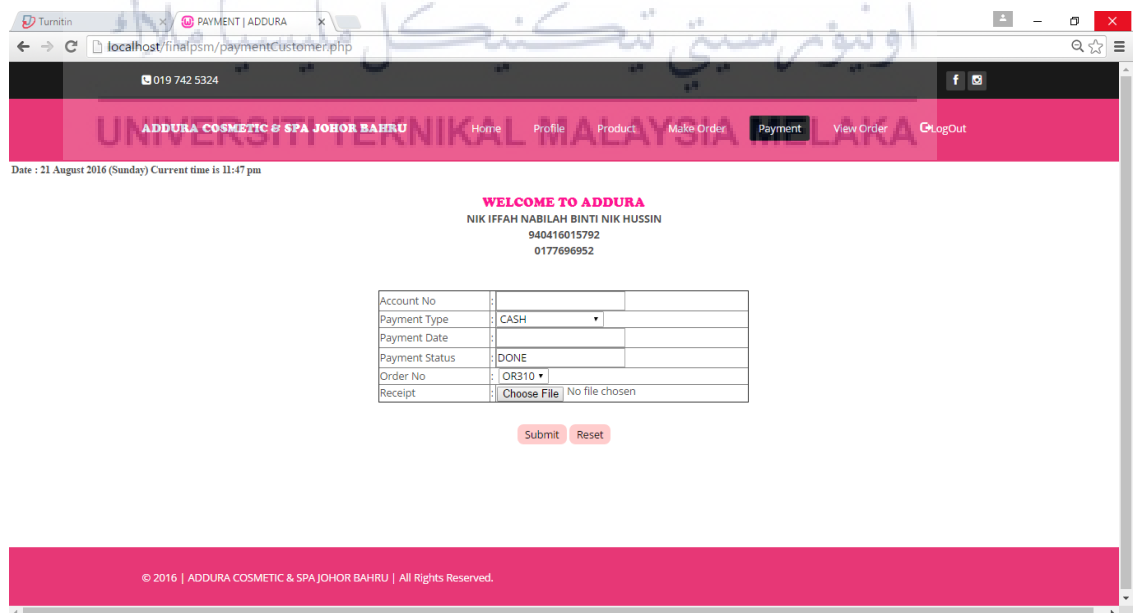 Turnitin
PAYMENT | ADDURA
localhost/finalpsm/paymentCustomer.php
اونيۏرسيتي تيكنيكل مليسيا ملاك
019 742 5324
UNIVERSITI TEKNIKAL MALAYSIA MELAKA
ADDURA COSMETIC & SPA JOHOR BAHRU Home Profile Product Make Order Payment View Order LogOut
Date : 21 August 2016 (Sunday) Current time is 11:47 pm
WELCOME TO ADDURA
NIK IFFAH NABILAH BINTI NIK HUSSIN
940416015792
0177696952
Account No :
Payment Type : CASH
Payment Date :
Payment Status : DONE
Order No : OR310
Receipt : Choose File No file chosen
Submit Reset
© 2016 | ADDURA COSMETIC & SPA JOHOR BAHRU | All Rights Reserved.